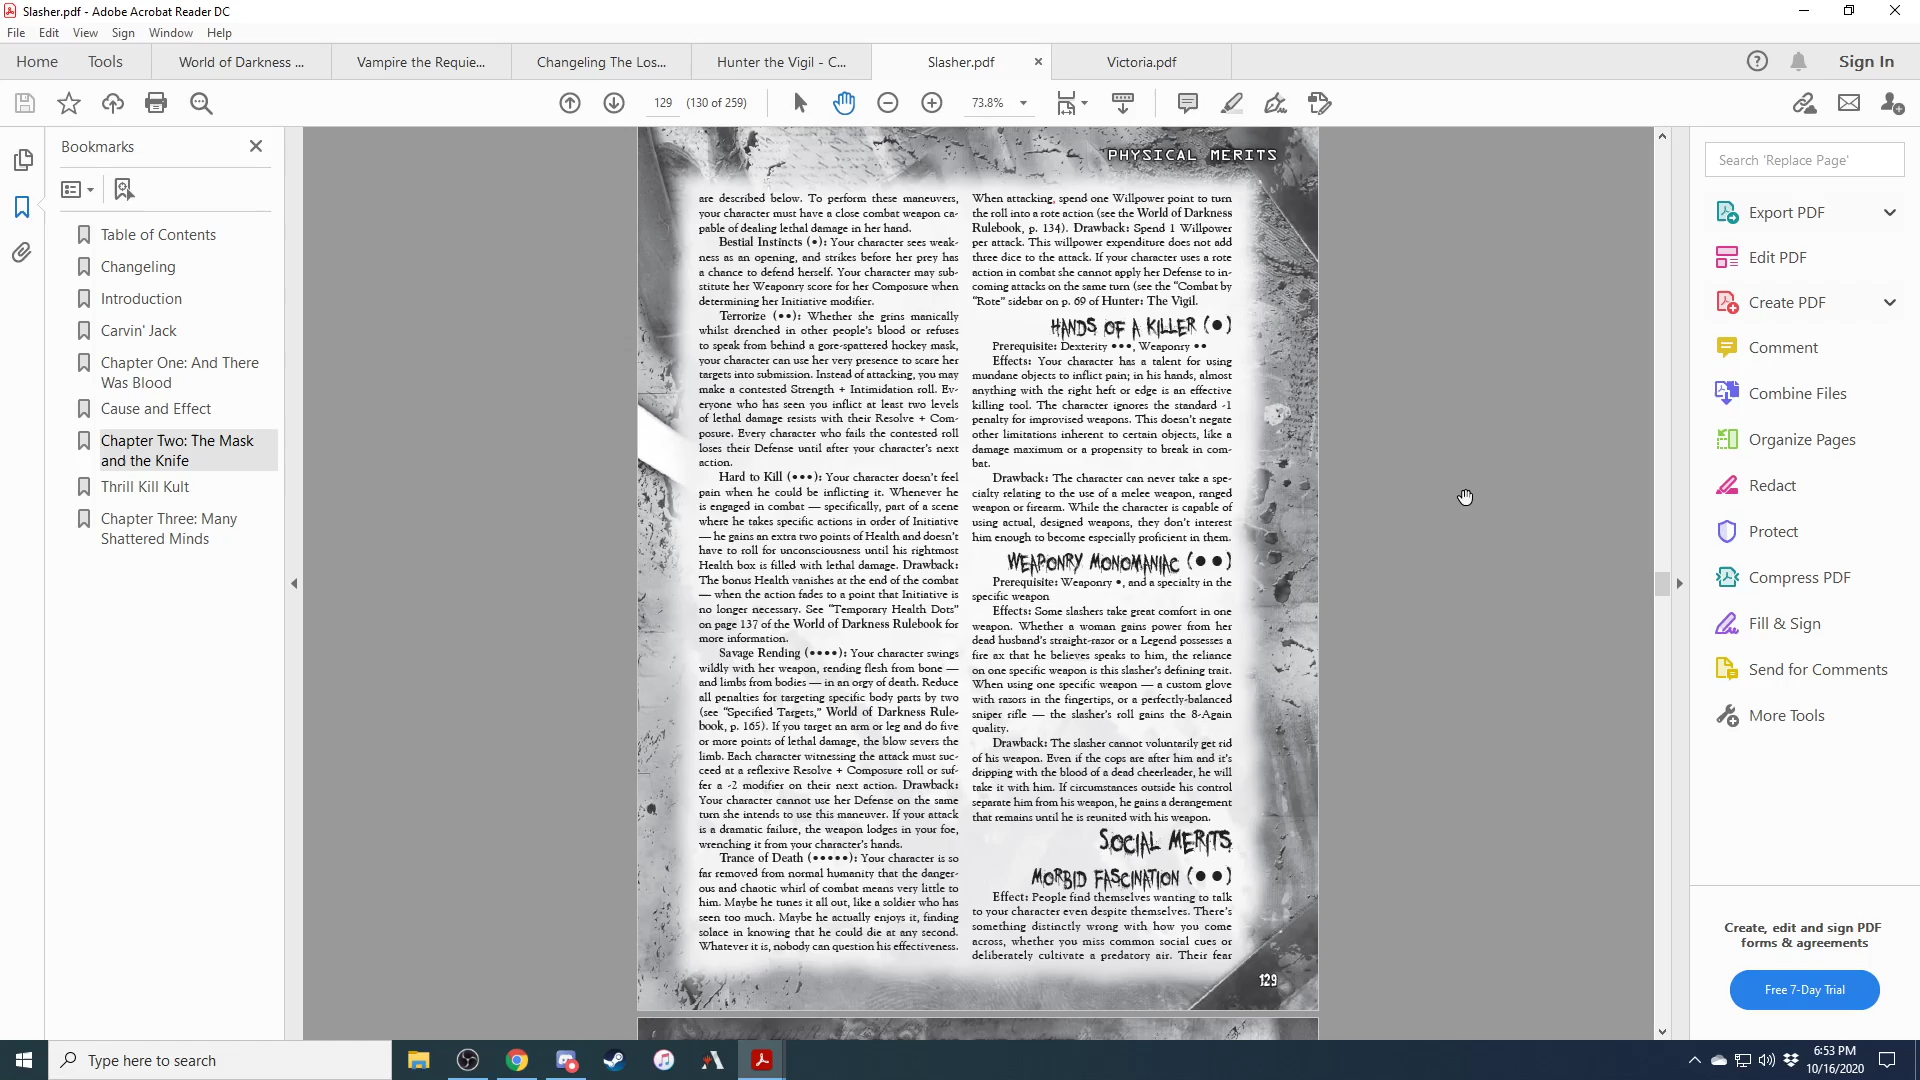 Slasher.pdf - Adobe Acrobat Reader DC
File Edit View Sign Window Help
Home Tools World of Darkness ... Vampire the Requie... Changeling The Los... Hunter the Vigil - C... Slasher.pdf Victoria.pdf Sign In
129 (130 of 259) 73.8%
Bookmarks
Table of Contents
Changeling
Introduction
Carvin' Jack
Chapter One: And There
Was Blood
Cause and Effect
Chapter Two: The Mask
and the Knife
Thrill Kill Kult
Chapter Three: Many
Shattered Minds
PHYSICAL MERITS
are described below. To perform these maneuvers,
your character must have a close combat weapon ca-
pable of dealing lethal damage in her hand.
Bestial Instincts (•): Your character sees weak-
ness as an opening, and strikes before her prey has
a chance to defend herself. Your character may sub-
stitute her Weaponry score for her Composure when
determining her Initiative modifier.
Terrorize (••): Whether she grins manically
whilst drenched in other people's blood or refuses
to speak from behind a gore-spattered hockey mask,
your character can use her very presence to scare her
targets into submission. Instead of attacking, you may
make a contested Strength + Intimidation roll. Ev-
eryone who has seen you inflict at least two levels
of lethal damage resists with their Resolve + Com-
posure. Every character who fails the contested roll
loses their Defense until after your character's next
action.
Hard to Kill (•••): Your character doesn't feel
pain when he could be inflicting it. Whenever he
is engaged in combat — specifically, part of a scene
where he takes specific actions in order of Initiative
— he gains an extra two points of Health and doesn't
have to roll for unconsciousness until his rightmost
Health box is filled with lethal damage. Drawback:
The bonus Health vanishes at the end of the combat
— when the action fades to a point that Initiative is
no longer necessary. See "Temporary Health Dots"
on page 137 of the World of Darkness Rulebook for
more information.
Savage Rending (••••): Your character swings
wildly with her weapon, rending flesh from bone —
and limbs from bodies — in an orgy of death. Reduce
all penalties for targeting specific body parts by two
(see "Specified Targets," World of Darkness Rule-
book, p. 165). If you target an arm or leg and do five
or more points of lethal damage, the blow severs the
limb. Each character witnessing the attack must suc-
ceed at a reflexive Resolve + Composure roll or suf-
fer a -2 modifier on their next action. Drawback:
Your character cannot use her Defense on the same
turn she intends to use this maneuver. If your attack
is a dramatic failure, the weapon lodges in your foe,
wrenching it from your character's hands.
Trance of Death (•••••): Your character is so
far removed from normal humanity that the danger-
ous and chaotic whirl of combat means very little to
him. Maybe he tunes it all out, like a soldier who has
seen too much. Maybe he actually enjoys it, finding
solace in knowing that he could die at any second.
Whatever it is, nobody can question his effectiveness.
When attacking, spend one Willpower point to turn
the roll into a rote action (see the World of Darkness
Rulebook, p. 134). Drawback: Spend 1 Willpower
per attack. This willpower expenditure does not add
three dice to the attack. If your character uses a rote
action in combat she cannot apply her Defense to in-
coming attacks on the same turn (see the "Combat by
"Rote" sidebar on p. 69 of Hunter: The Vigil.
HANDS OF A KILLER (•)
Prerequisite: Dexterity •••, Weaponry ••
Effects: Your character has a talent for using
mundane objects to inflict pain; in his hands, almost
anything with the right heft or edge is an effective
killing tool. The character ignores the standard -1
penalty for improvised weapons. This doesn't negate
other limitations inherent to certain objects, like a
damage maximum or a propensity to break in com-
bat.
Drawback: The character can never take a spe-
cialty relating to the use of a melee weapon, ranged
weapon or firearm. While the character is capable of
using actual, designed weapons, they don't interest
him enough to become especially proficient in them.
WEAPONRY MONOMANIAC (••)
Prerequisite: Weaponry •, and a specialty in the
specific weapon
Effects: Some slashers take great comfort in one
weapon. Whether a woman gains power from her
dead husband's straight-razor or a Legend possesses a
fire ax that he believes speaks to him, the reliance
on one specific weapon is this slasher's defining trait.
When using one specific weapon — a custom glove
with razors in the fingertips, or a perfectly-balanced
sniper rifle — the slasher's roll gains the 8-Again
quality.
Drawback: The slasher cannot voluntarily get rid
of his weapon. Even if the cops are after him and it's
dripping with the blood of a dead cheerleader, he will
take it with him. If circumstances outside his control
separate him from his weapon, he gains a derangement
that remains until he is reunited with his weapon.
SOCIAL MERITS
MORBID FASCINATION (••)
Effect: People find themselves wanting to talk
to your character even despite themselves. There's
something distinctly wrong with how you come
across, whether you miss common social cues or
deliberately cultivate a predatory air. Their fear
129
Search 'Replace Page'
Export PDF
Edit PDF
Create PDF
Comment
Combine Files
Organize Pages
Redact
Protect
Compress PDF
Fill & Sign
Send for Comments
More Tools
Create, edit and sign PDF
forms & agreements
Free 7-Day Trial
Type here to search
6:53 PM
10/16/2020